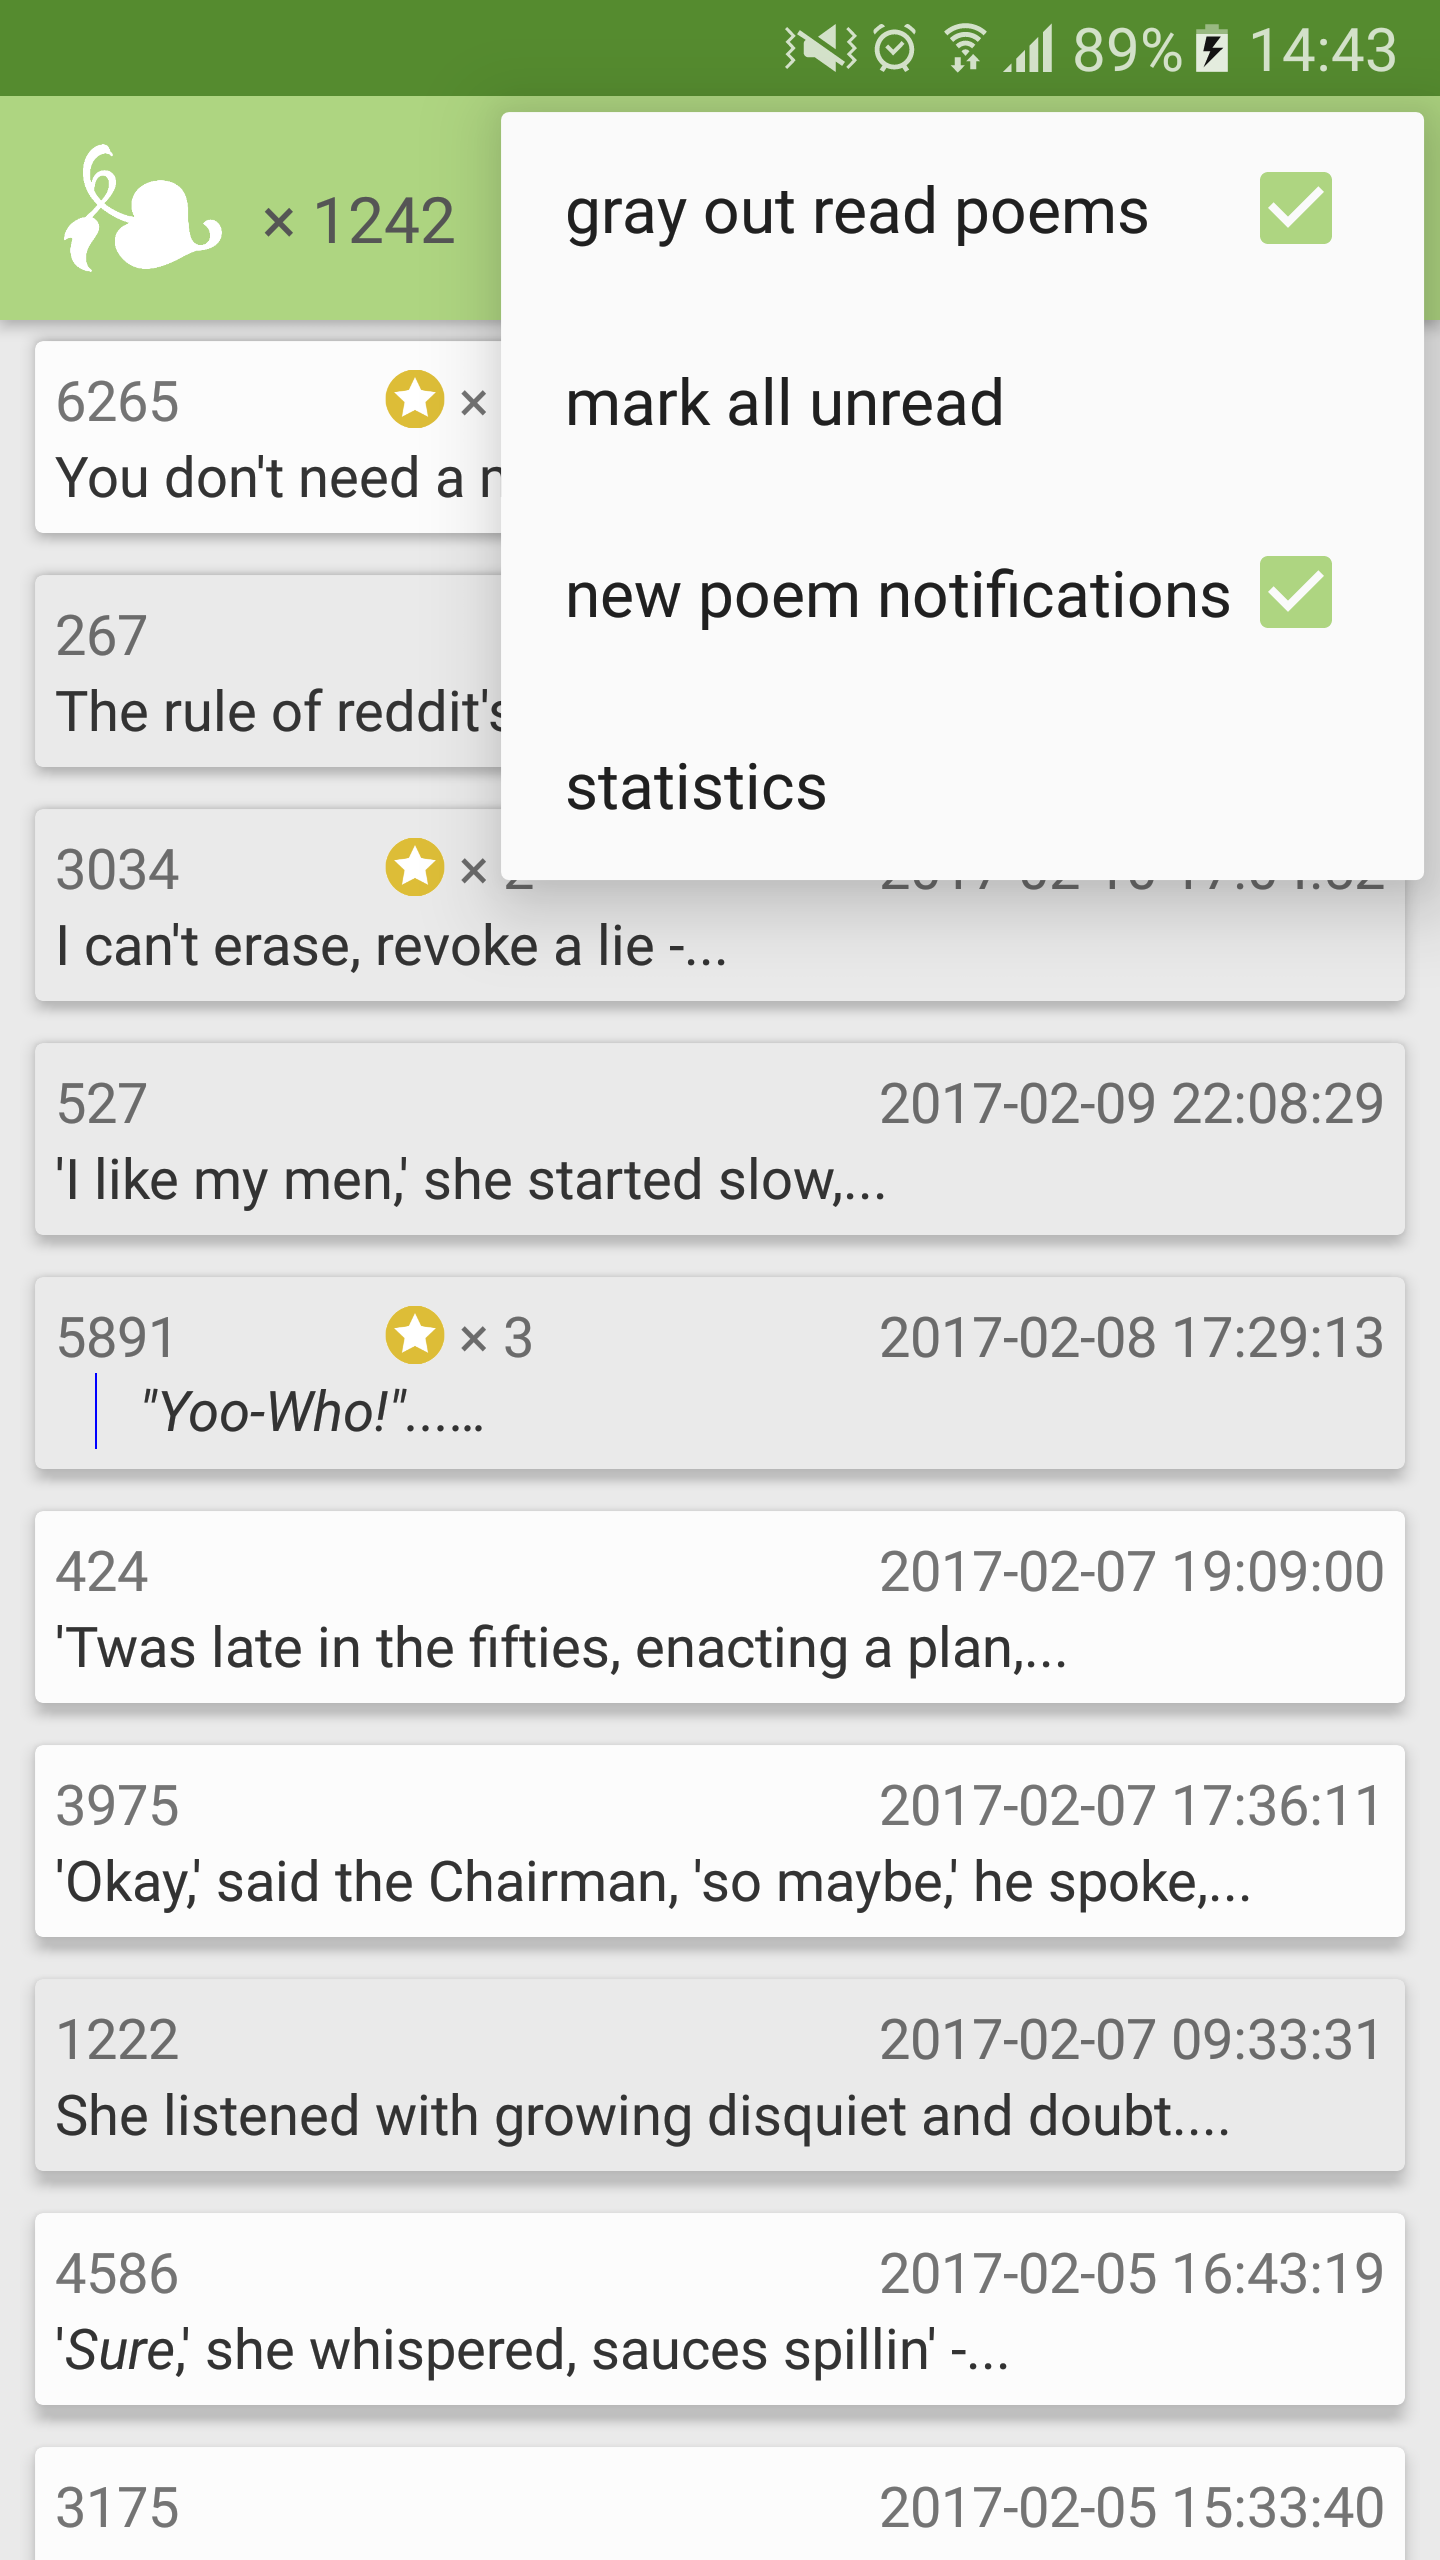 89% 14:43
× 1242
gray out read poems
mark all unread
new poem notifications
statistics
6265 ×
You don't need a
267
The rule of reddit's
3034 × 2
I can't erase, revoke a lie -...
527 2017-02-09 22:08:29
'I like my men,' she started slow,...
5891 × 3 2017-02-08 17:29:13
"Yoo-Who!"...…
424 2017-02-07 19:09:00
'Twas late in the fifties, enacting a plan,...
3975 2017-02-07 17:36:11
'Okay,' said the Chairman, 'so maybe,' he spoke,...
1222 2017-02-07 09:33:31
She listened with growing disquiet and doubt....
4586 2017-02-05 16:43:19
'Sure,' she whispered, sauces spillin' -...
3175 2017-02-05 15:33:40